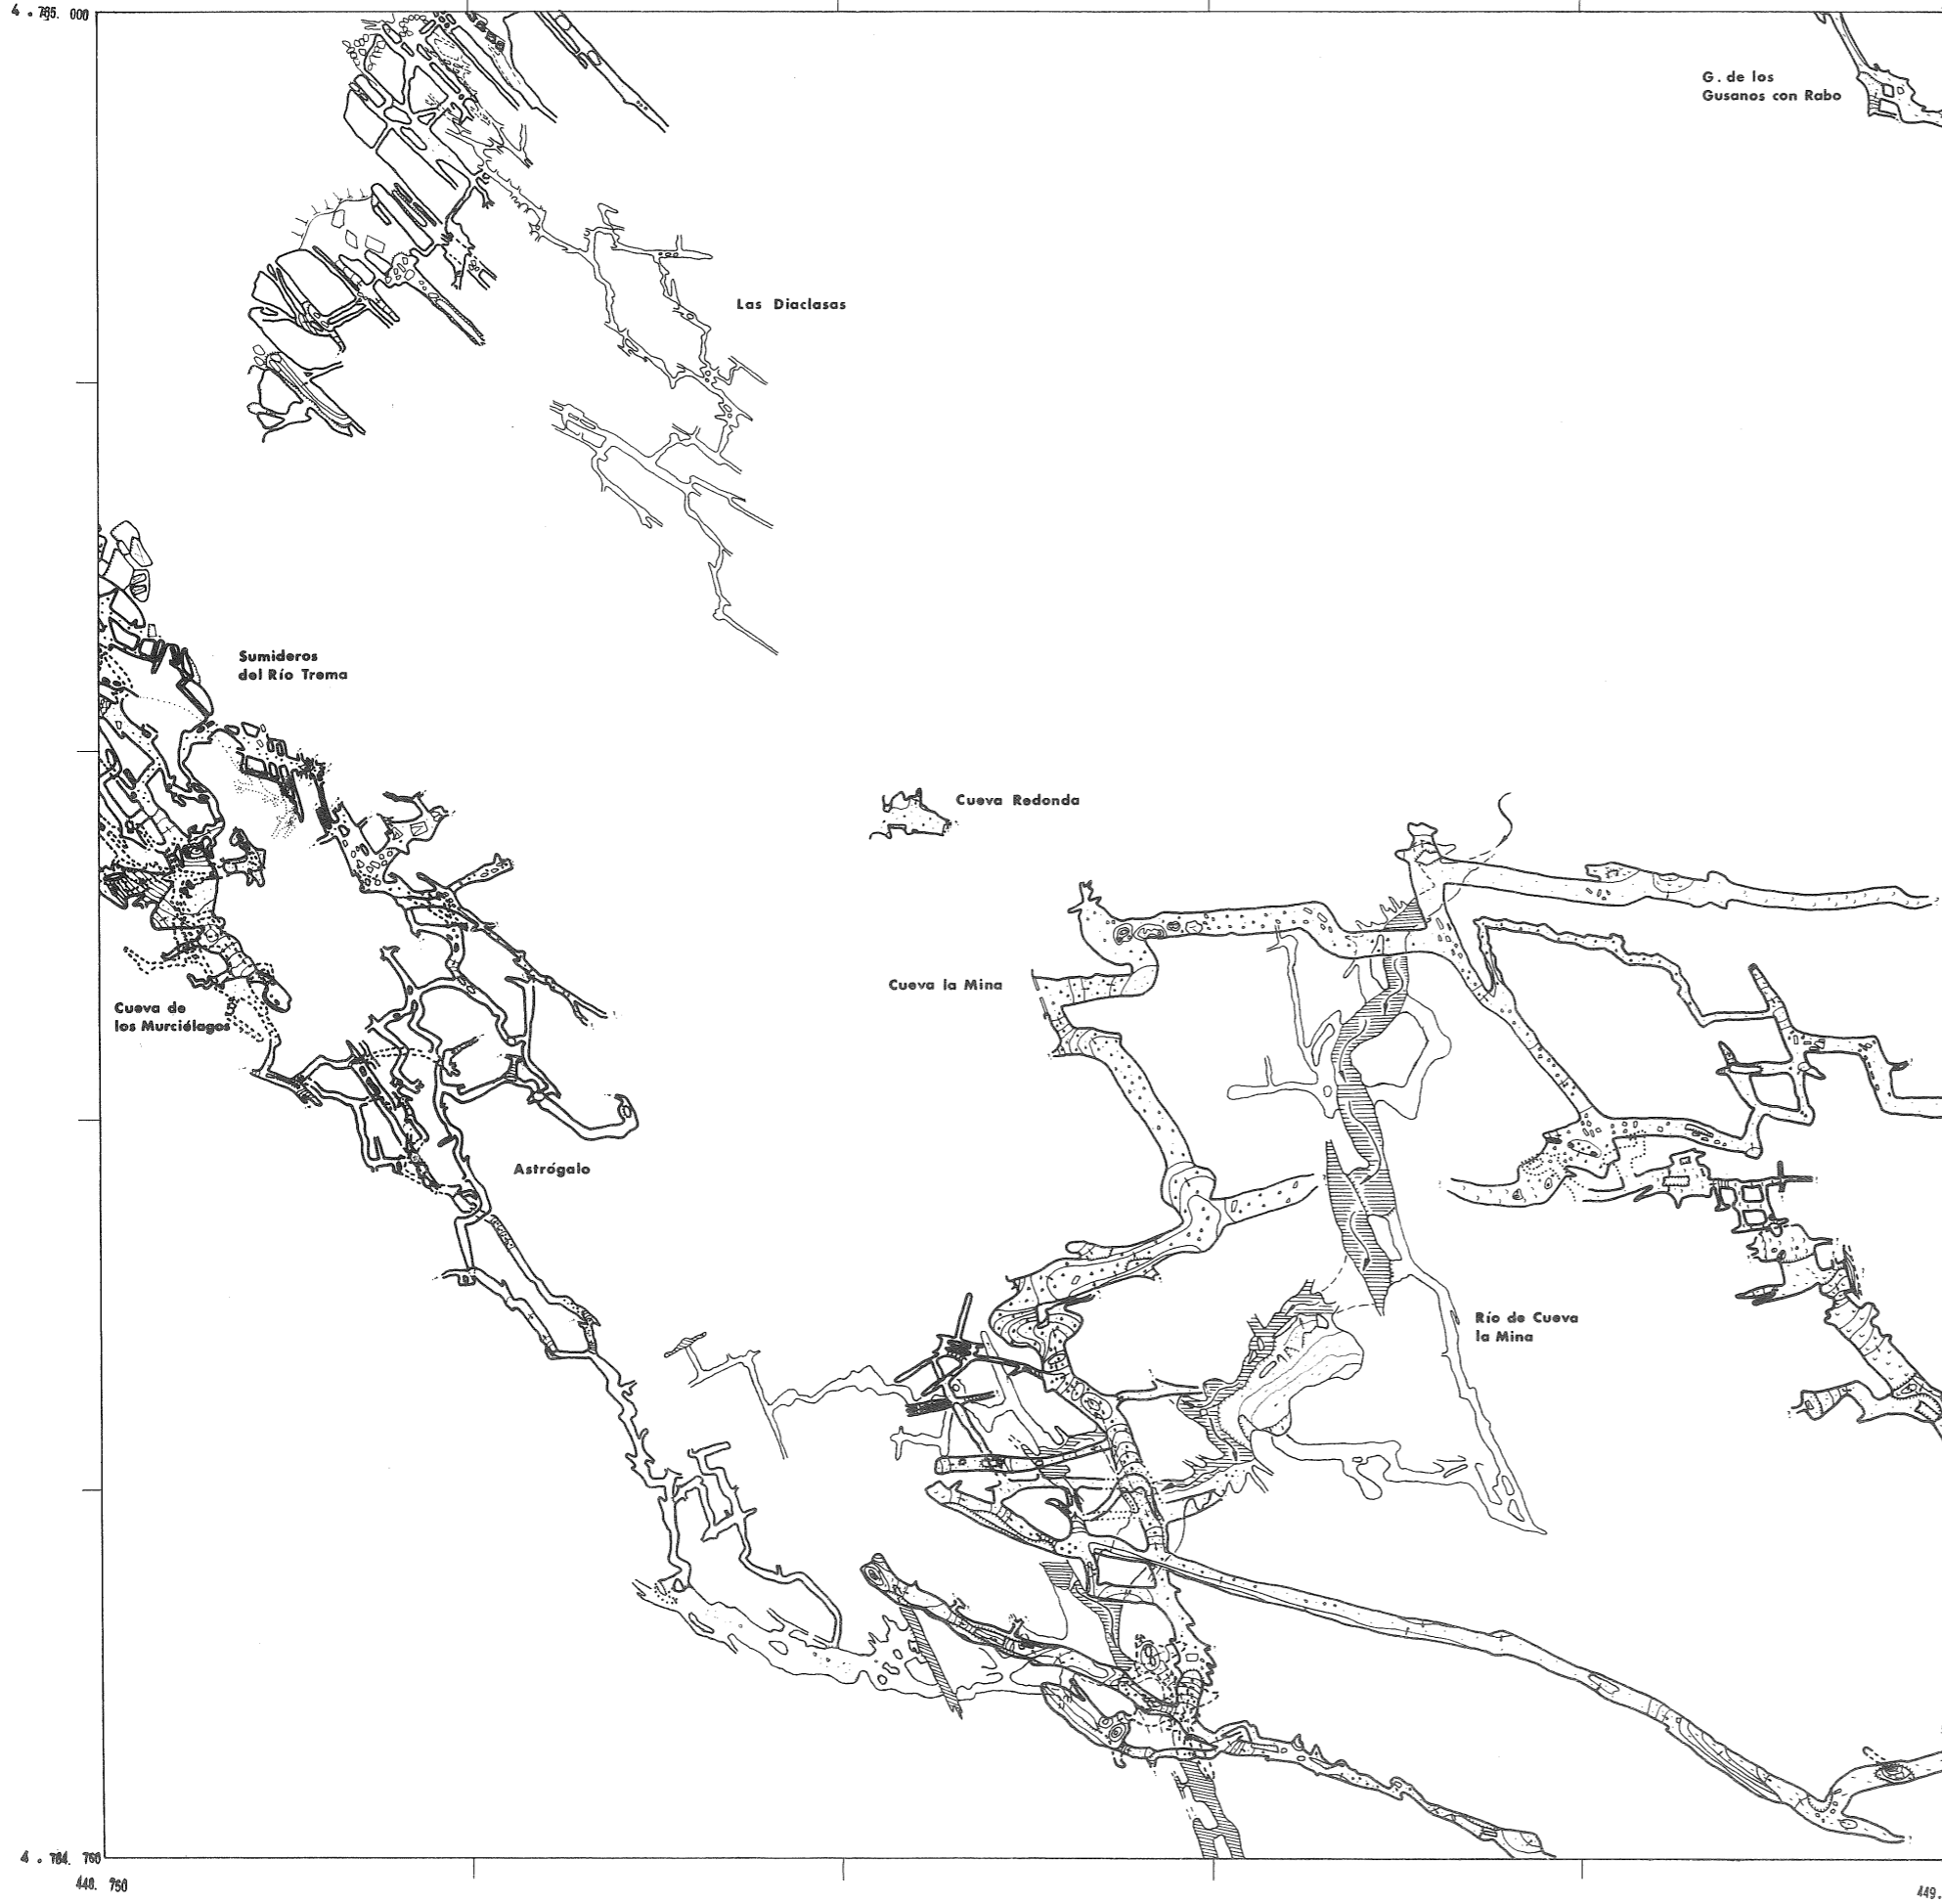 4.785. 000
G. de los
Gusanos con Rabo
Las Diaclasas
Sumideros
del Río Trema
Cueva Redonda
Cueva la Mina
Cueva de
los Murciélagos
Astrógalo
Río de Cueva
la Mina
4.784. 750
448. 750
449.